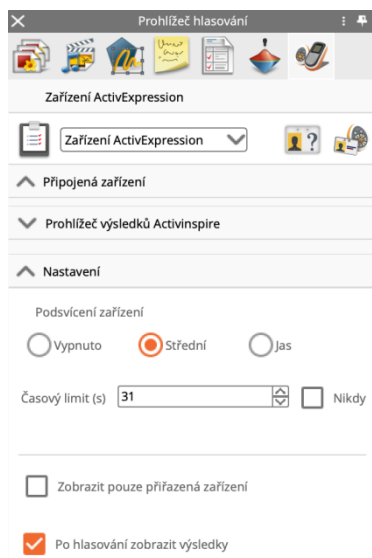 Prohlížeč hlasování
Zařízení ActivExpression
Zařízení ActivExpression
Připojená zařízení
Prohlížeč výsledků Activinspire
Nastavení
Podsvícení zařízení
Vypnuto Střední Jas
Časový limit (s) 31 Nikdy
Zobrazit pouze přiřazená zařízení
Po hlasování zobrazit výsledky